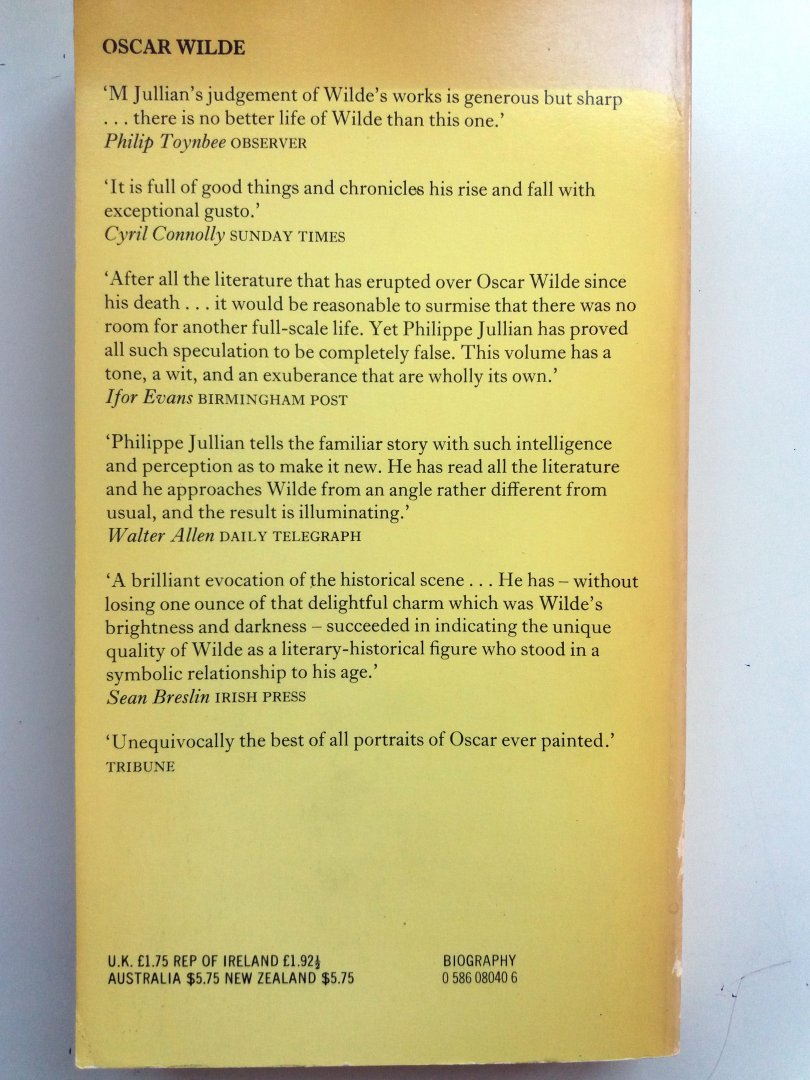 OSCAR WILDE
‘M Jullian’s judgement of Wilde’s works is generous but sharp
. . . there is no better life of Wilde than this one.’
Philip Toynbee OBSERVER
‘It is full of good things and chronicles his rise and fall with
exceptional gusto.’
Cyril Connolly SUNDAY TIMES
‘After all the literature that has erupted over Oscar Wilde since
his death . . . it would be reasonable to surmise that there was no
room for another full-scale life. Yet Philippe Jullian has proved
all such speculation to be completely false. This volume has a
tone, a wit, and an exuberance that are wholly its own.’
Ifor Evans BIRMINGHAM POST
‘Philippe Jullian tells the familiar story with such intelligence
and perception as to make it new. He has read all the literature
and he approaches Wilde from an angle rather different from
usual, and the result is illuminating.’
Walter Allen DAILY TELEGRAPH
‘A brilliant evocation of the historical scene . . . He has – without
losing one ounce of that delightful charm which was Wilde’s
brightness and darkness – succeeded in indicating the unique
quality of Wilde as a literary-historical figure who stood in a
symbolic relationship to his age.’
Sean Breslin IRISH PRESS
‘Unequivocally the best of all portraits of Oscar ever painted.’
TRIBUNE
U.K. £1.75 REP OF IRELAND £1.92½
AUSTRALIA $5.75 NEW ZEALAND $5.75
BIOGRAPHY
0 586 08040 6